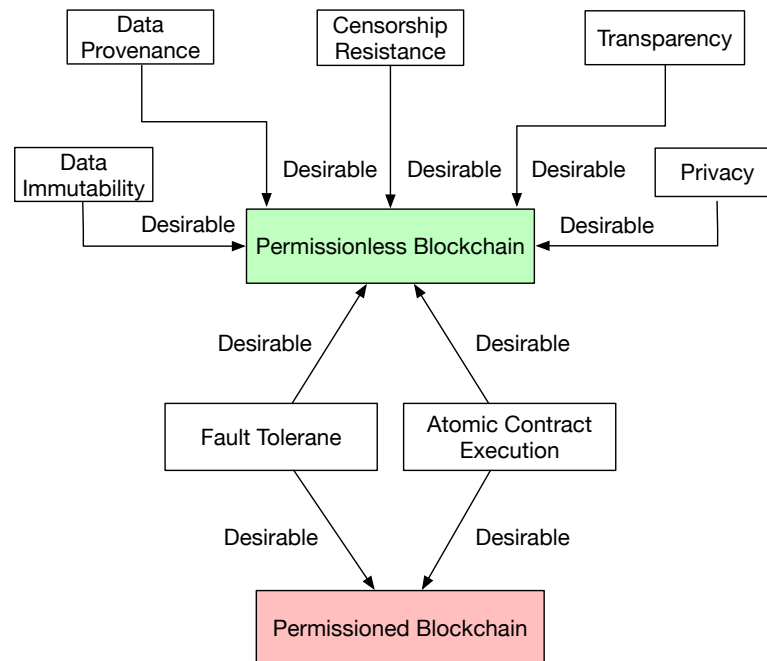 Data
Provenance
Censorship
Resistance
Transparency
Data
Immutability
Desirable
Desirable
Desirable
Privacy
Desirable
Desirable
Permissionless Blockchain
Desirable
Desirable
Fault Tolerane
Atomic Contract
Execution
Desirable
Desirable
Permissioned Blockchain